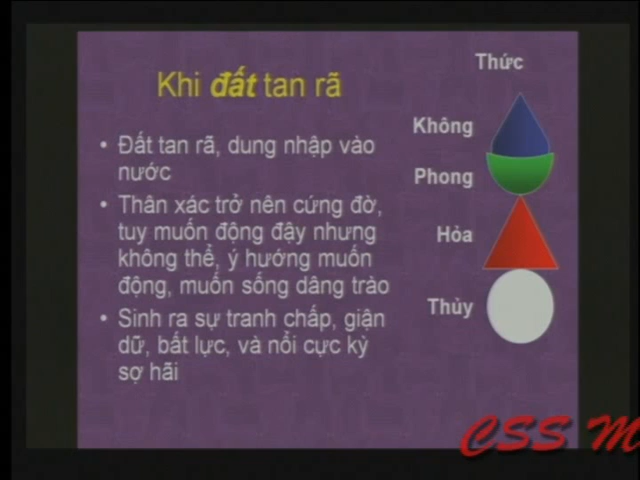 Khi đất tan rã
• Đất tan rã, dung nhập vào
nước
• Thân xác trở nên cứng đờ,
tuy muốn động đậy nhưng
không thể, ý hướng muốn
động, muốn sống dâng trào
• Sinh ra sự tranh chấp, giận
dữ, bất lực, và nổi cực kỳ
sợ hãi
Thức
Không
Phong
Hỏa
Thủy
CSS M